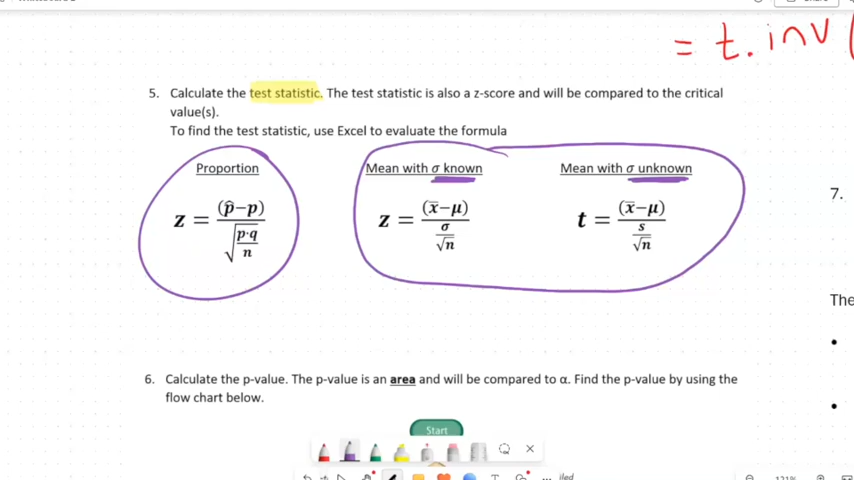 = t.inv (
5. Calculate the test statistic. The test statistic is also a z-score and will be compared to the critical
value(s).
To find the test statistic, use Excel to evaluate the formula
Proportion
z = (p̂−p) / √(p·q / n)
Mean with σ known
z = (x̄−μ) / (σ / √n)
Mean with σ unknown
t = (x̄−μ) / (s / √n)
7.
The
6. Calculate the p-value. The p-value is an area and will be compared to α. Find the p-value by using the
flow chart below.
Start